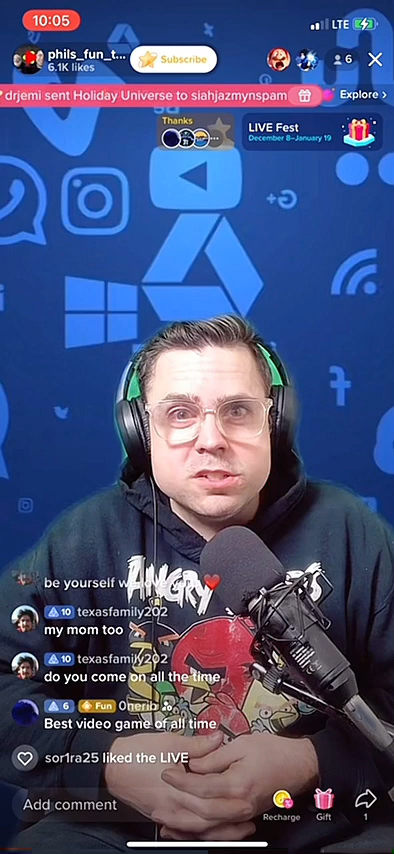 10:05
LTE
phils_fun_t...
6.1K likes
Subscribe
6
drjemi sent Holiday Universe to siahjazmynspam
Explore >
Thanks
LIVE Fest
December 8–January 19
G+
f
ANGRY
be yourself
10 texasfamily202
my mom too
10 texasfamily202
do you come on all the time
6 Fun 0nerib
Best video game of all time
sor1ra25 liked the LIVE
Add comment
Recharge
Gift
1